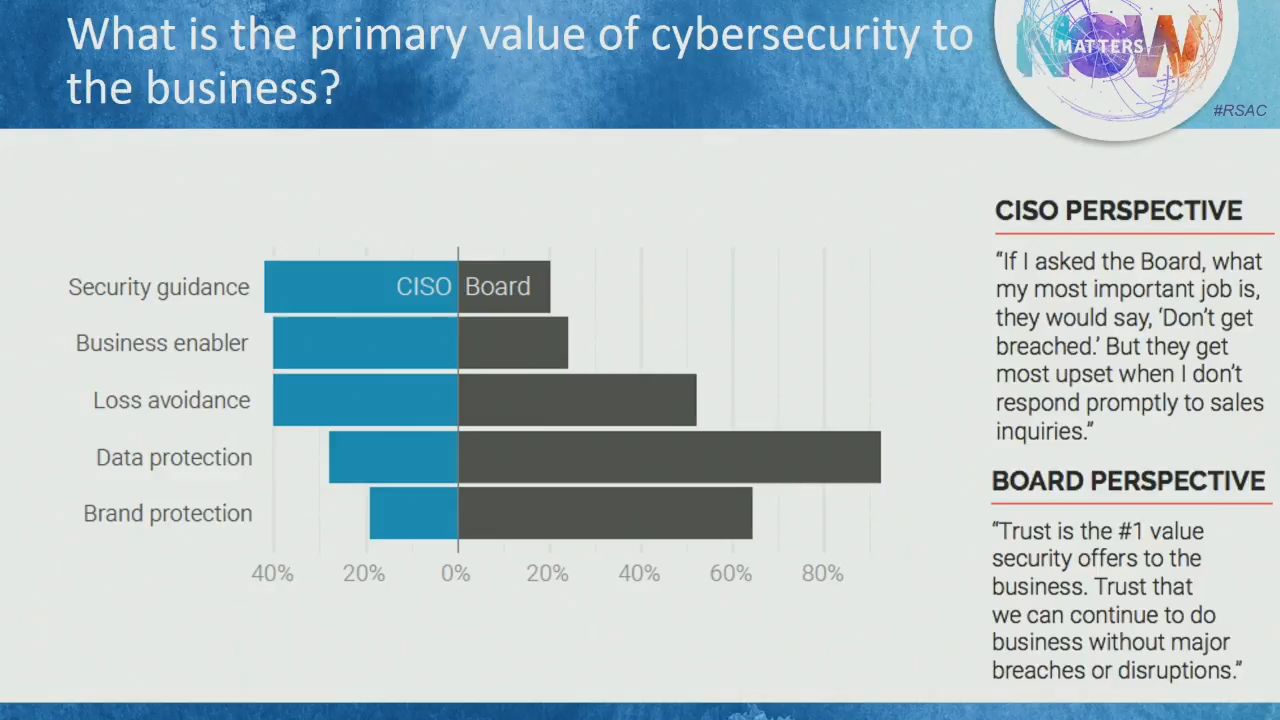 What is the primary value of cybersecurity to
the business?
NOW
MATTERS
#RSAC
CISO Board
Security guidance
Business enabler
Loss avoidance
Data protection
Brand protection
40% 20% 0% 20% 40% 60% 80%
CISO PERSPECTIVE
“If I asked the Board, what
my most important job is,
they would say, ‘Don’t get
breached.’ But they get
most upset when I don’t
respond promptly to sales
inquiries.”
BOARD PERSPECTIVE
“Trust is the #1 value
security offers to the
business. Trust that
we can continue to do
business without major
breaches or disruptions.”